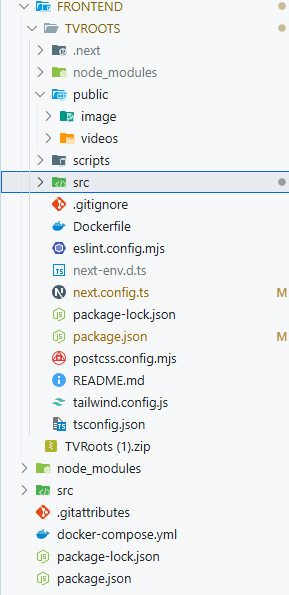 FRONTEND
TVROOTS
.next
node_modules
public
image
videos
scripts
src
.gitignore
Dockerfile
eslint.config.mjs
next-env.d.ts
next.config.ts M
package-lock.json
package.json M
postcss.config.mjs
README.md
tailwind.config.js
tsconfig.json
TVRoots (1).zip
node_modules
src
.gitattributes
docker-compose.yml
package-lock.json
package.json